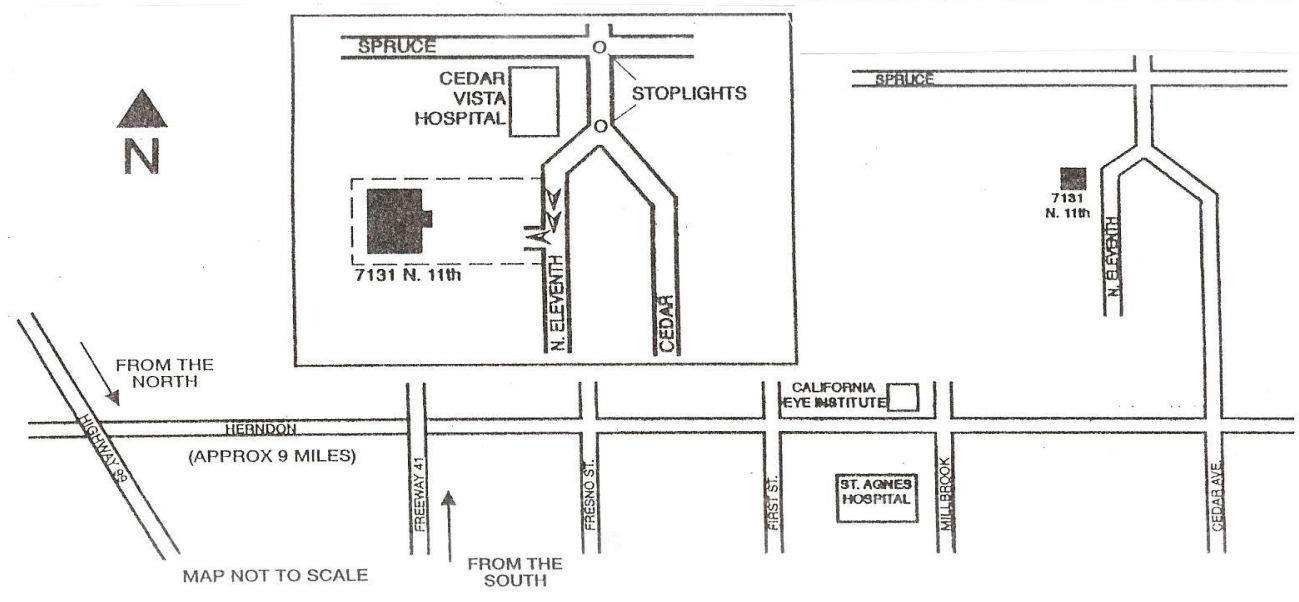 SPRUCE
CEDAR
VISTA
HOSPITAL
STOPLIGHTS
7131 N. 11th
N. ELEVENTH
CEDAR
SPRUCE
7131
N. 11th
N. ELEVENTH
N
FROM THE
NORTH
HIGHWAY 99
HERNDON
(APPROX 9 MILES)
FREEWAY 41
FROM THE
SOUTH
FRESNO ST.
FIRST ST.
CALIFORNIA
EYE INSTITUTE
ST. AGNES
HOSPITAL
MILLBROOK
CEDAR AVE.
MAP NOT TO SCALE